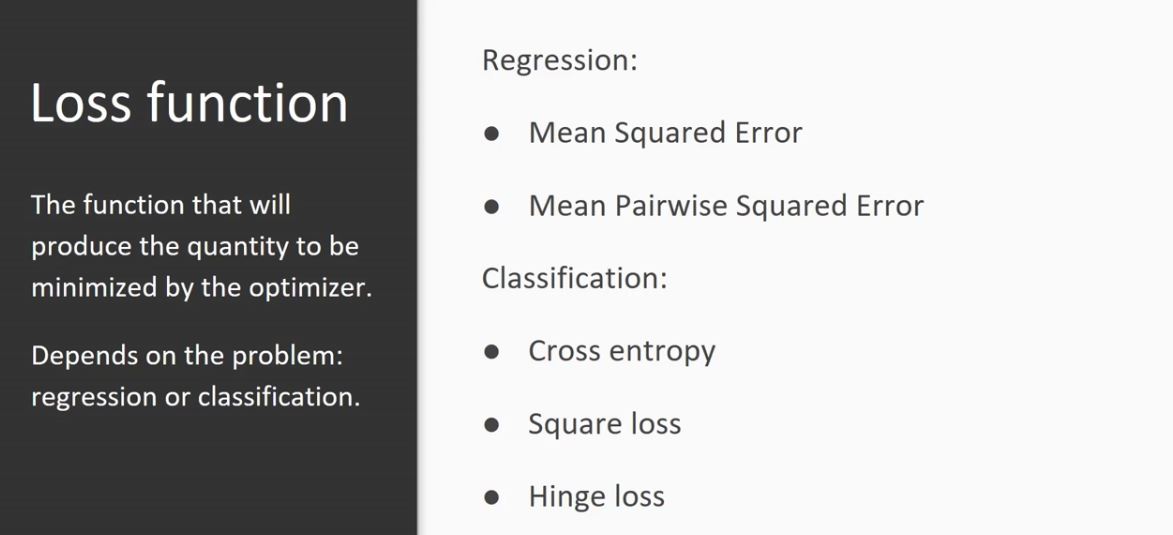 Loss function
The function that will
produce the quantity to be
minimized by the optimizer.
Depends on the problem:
regression or classification.
Regression:
● Mean Squared Error
● Mean Pairwise Squared Error
Classification:
● Cross entropy
● Square loss
● Hinge loss